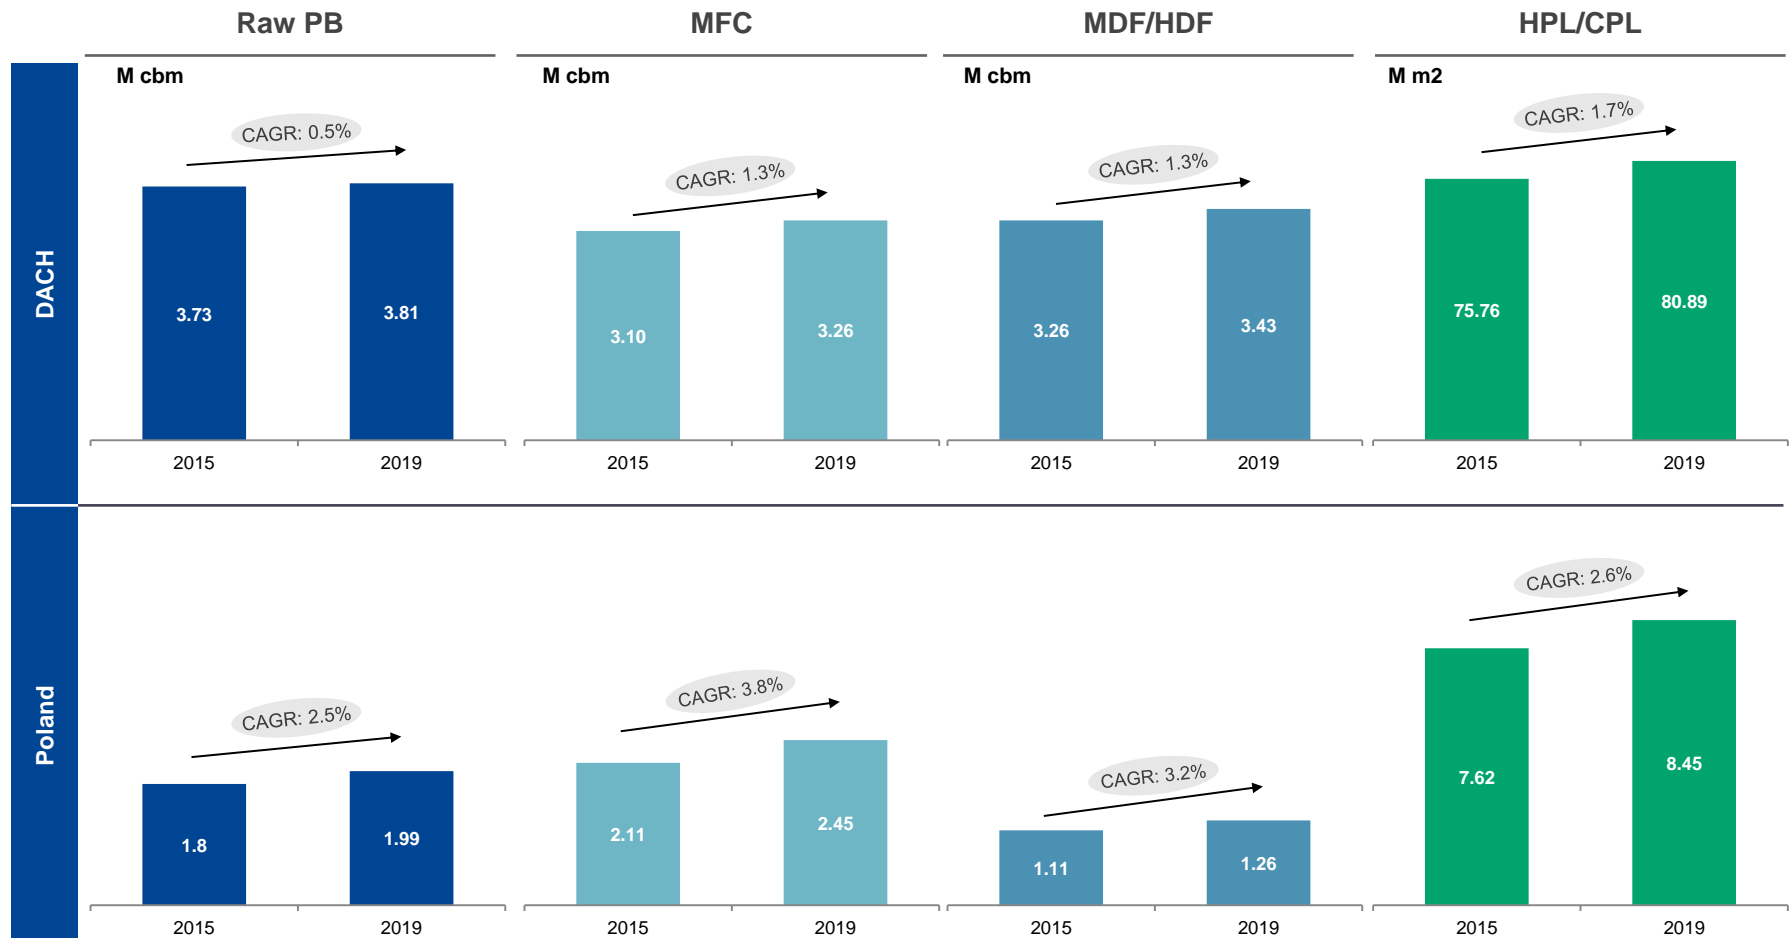 Raw PB
MFC
MDF/HDF
HPL/CPL
DACH
M cbm
M cbm
M cbm
M m2
CAGR: 0.5%
CAGR: 1.3%
CAGR: 1.3%
CAGR: 1.7%
3.73
3.81
3.10
3.26
3.26
3.43
75.76
80.89
2015
2019
2015
2019
2015
2019
2015
2019
Poland
CAGR: 2.5%
CAGR: 3.8%
CAGR: 3.2%
CAGR: 2.6%
1.8
1.99
2.11
2.45
1.11
1.26
7.62
8.45
2015
2019
2015
2019
2015
2019
2015
2019